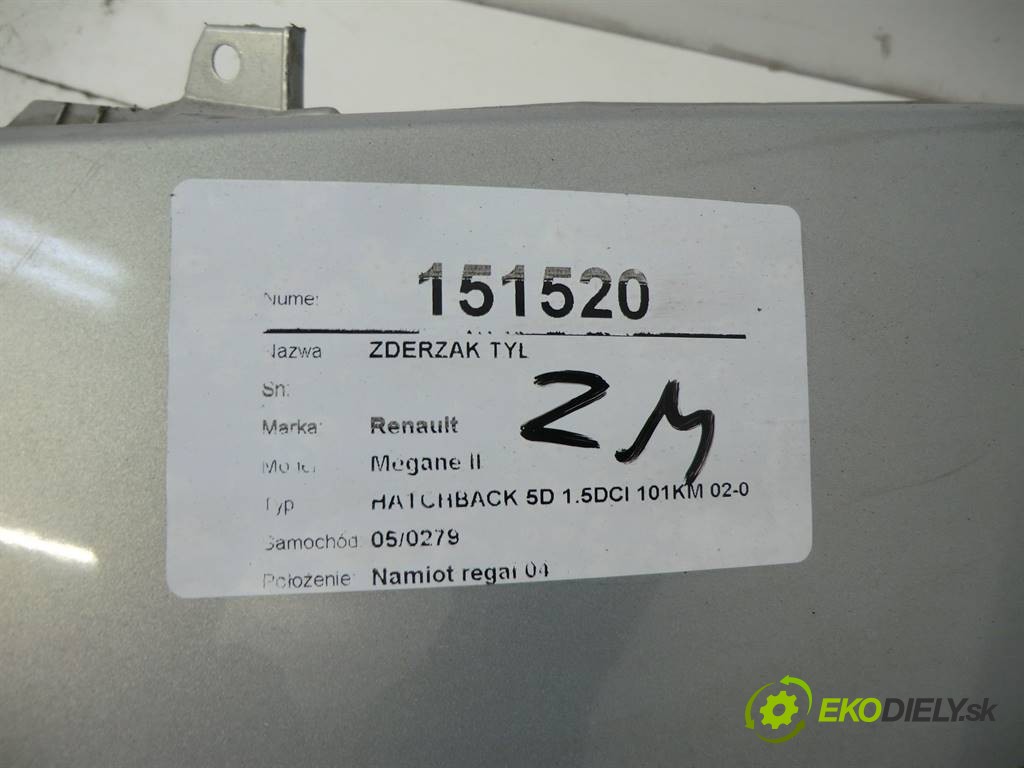 Numer 151520
Nazwa ZDERZAK TYŁ
Sn:
Marka: Renault
Model Megane II
Typ HATCHBACK 5D 1.5DCI 101KM 02-0
Samochód 05/0279
Położenie Namiot regał 04
ZM
EKODIELY.sk